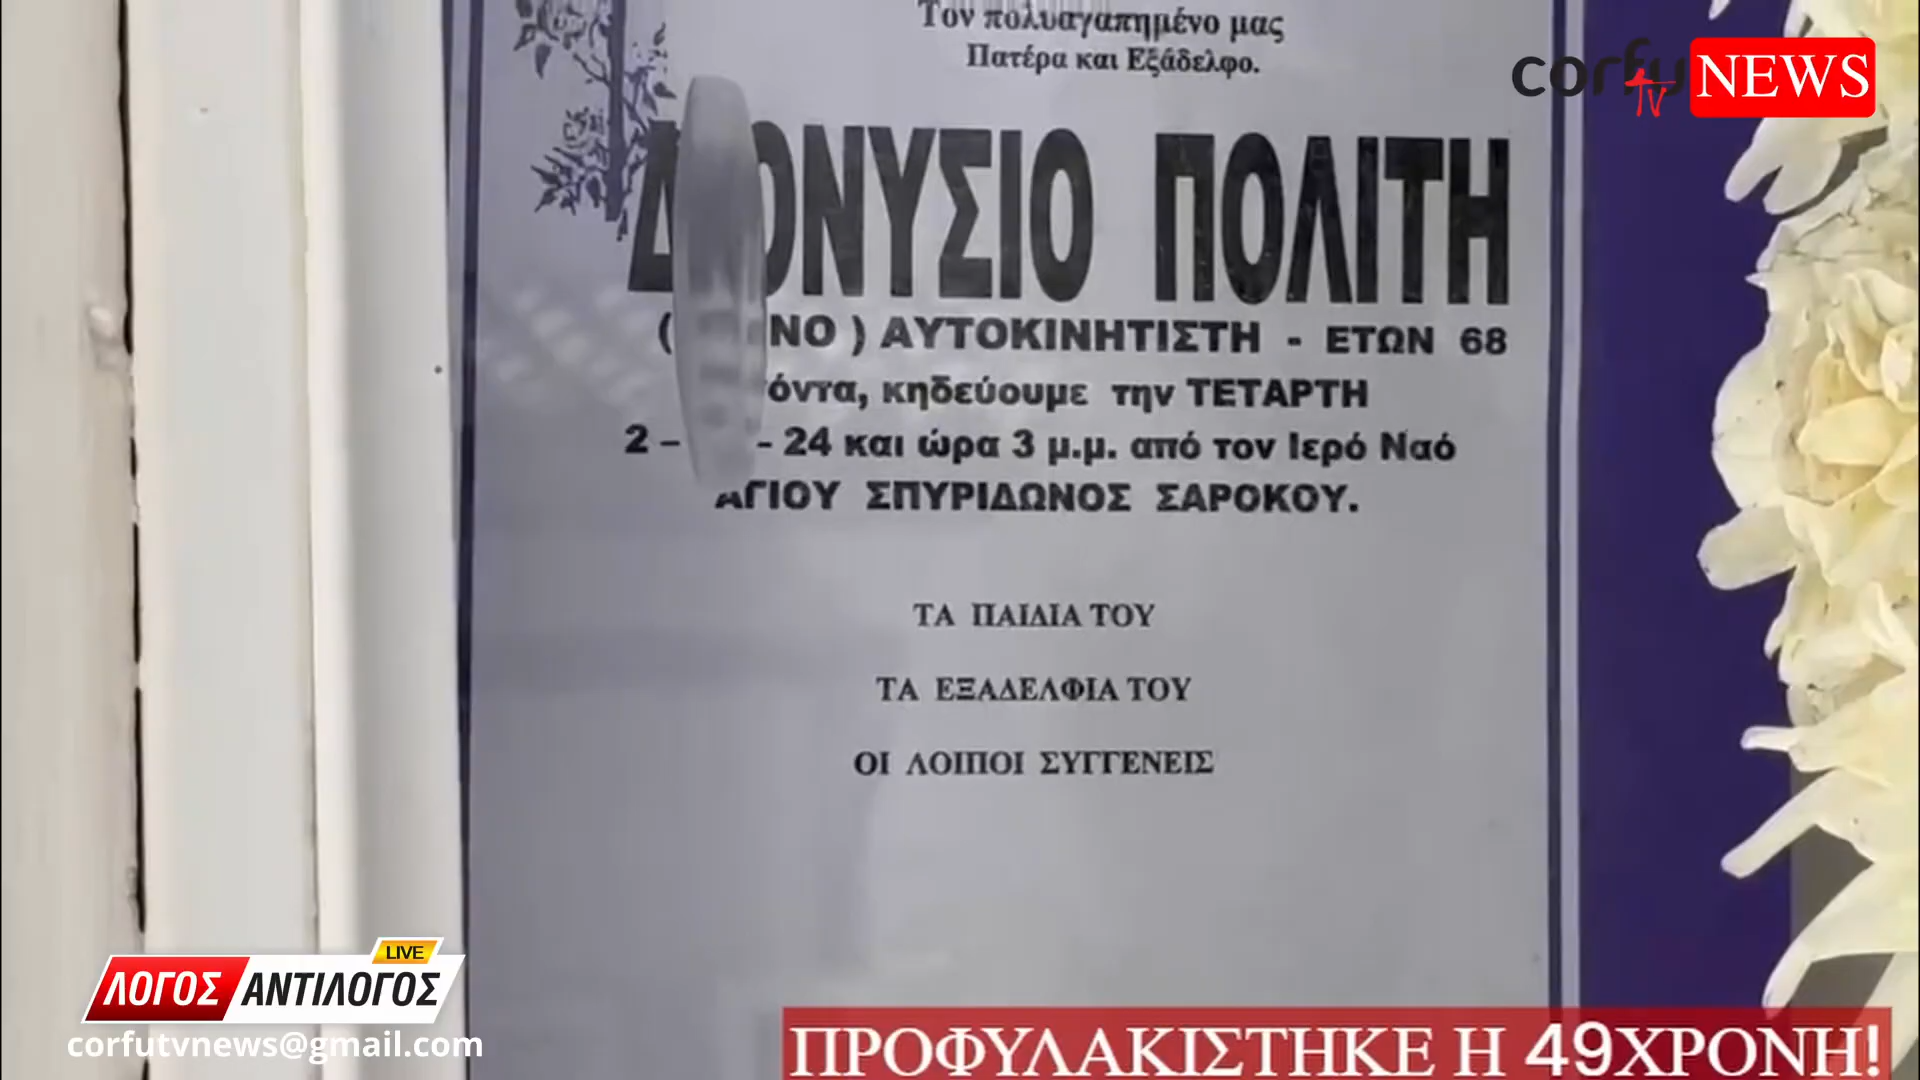 Τον πολυαγαπημένο μας
Πατέρα και Εξάδελφο.
corfu tv NEWS
ΔΙΟΝΥΣΙΟ ΠΟΛΙΤΗ
ΝΟ ) ΑΥΤΟΚΙΝΗΤΙΣΤΗ - ΕΤΩΝ 68
κηδεύουμε την ΤΕΤΑΡΤΗ
2 – – 24 και ώρα 3 μ.μ. από τον Ιερό Ναό
ΑΓΙΟΥ ΣΠΥΡΙΔΩΝΟΣ ΣΑΡΟΚΟΥ.
ΤΑ ΠΑΙΔΙΑ ΤΟΥ
ΤΑ ΕΞΑΔΕΛΦΙΑ ΤΟΥ
ΟΙ ΛΟΙΠΟΙ ΣΥΓΓΕΝΕΙΣ
LIVE
ΛΟΓΟΣ ΑΝΤΙΛΟΓΟΣ
corfutvnews@gmail.com
ΠΡΟΦΥΛΑΚΙΣΤΗΚΕ Η 49ΧΡΟΝΗ!